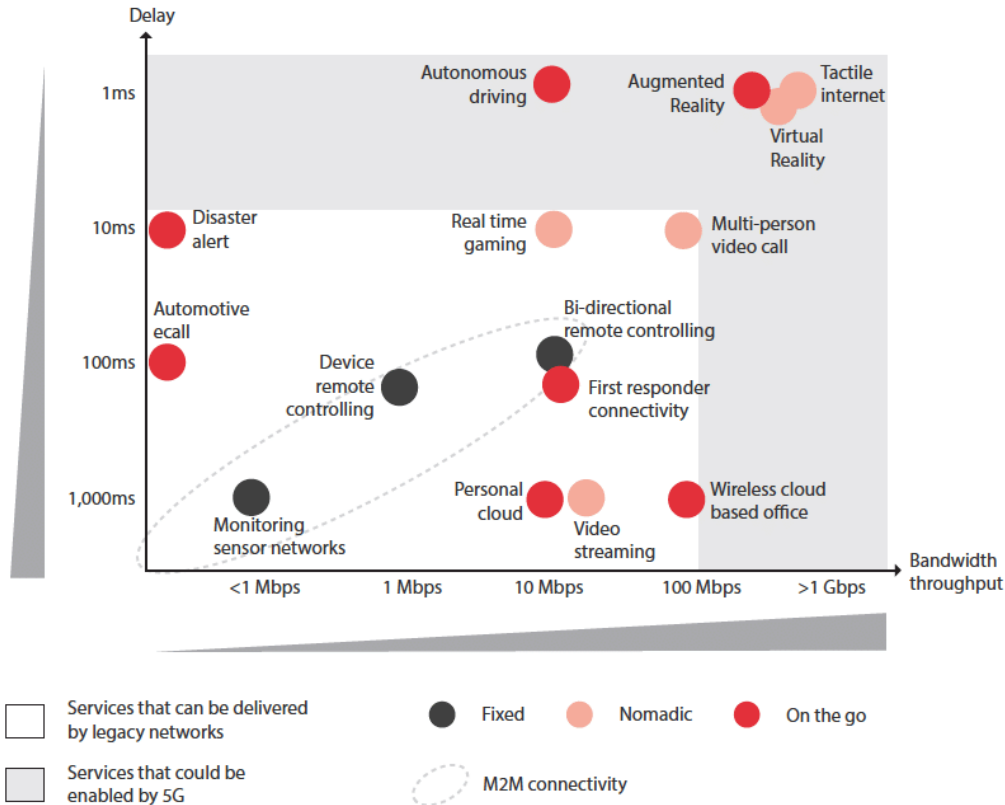 Delay
1ms
Autonomous
driving
Augmented
Reality
Tactile
internet
Virtual
Reality
10ms
Disaster
alert
Real time
gaming
Multi-person
video call
Automotive
ecall
100ms
Device
remote
controlling
Bi-directional
remote controlling
First responder
connectivity
1,000ms
Monitoring
sensor networks
Personal
cloud
Video
streaming
Wireless cloud
based office
Bandwidth
throughput
<1 Mbps
1 Mbps
10 Mbps
100 Mbps
>1 Gbps
Services that can be delivered
by legacy networks
Fixed
Nomadic
On the go
Services that could be
enabled by 5G
M2M connectivity